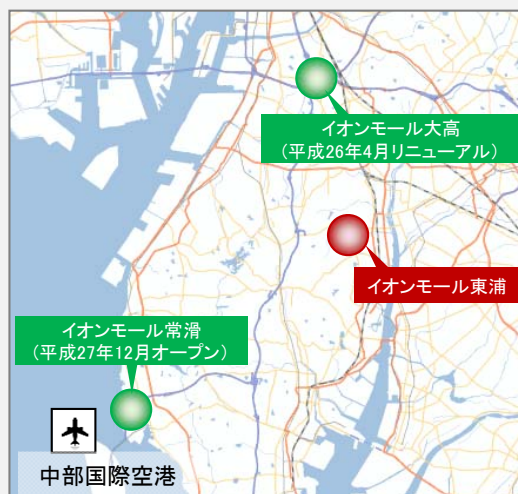 イオンモール大高
（平成26年4月リニューアル）
イオンモール東浦
イオンモール常滑
（平成27年12月オープン）
中部国際空港